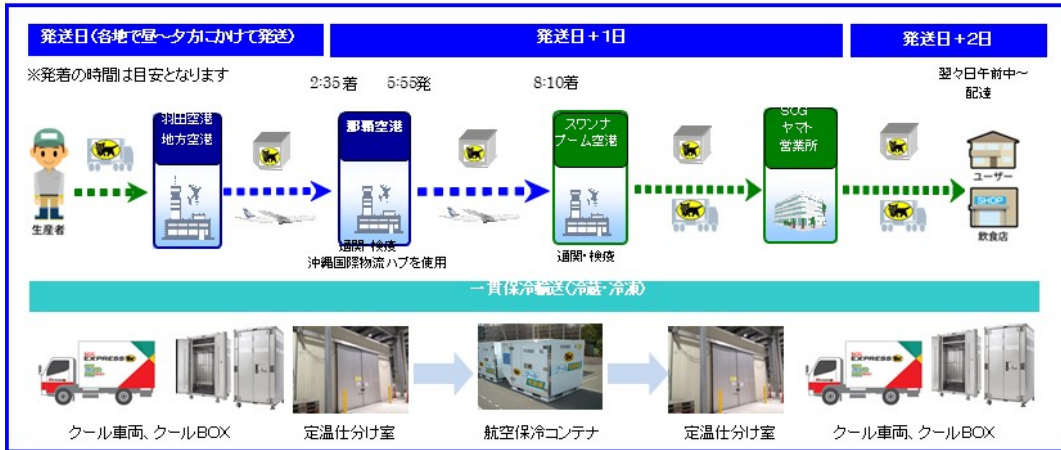 発送日(各地で昼~夕方にかけて発送)
発送日+1日
発送日+2日
※発着の時間は目安となります
2:35着
5:55発
8:10着
翌々日午前中~
配達
羽田空港
地方空港
那覇空港
スワンナ
プーム空港
SCG
ヤマト
営業所
生産者
ユーザー
SHOP
飲食店
通関・検疫
沖縄国際物流ハブを使用
通関・検疫
一貫保冷輸送(冷蔵・冷凍)
SCG
EXPRESS
SCG
EXPRESS
クール車両、クールBOX
定温仕分け室
航空保冷コンテナ
定温仕分け室
クール車両、クールBOX